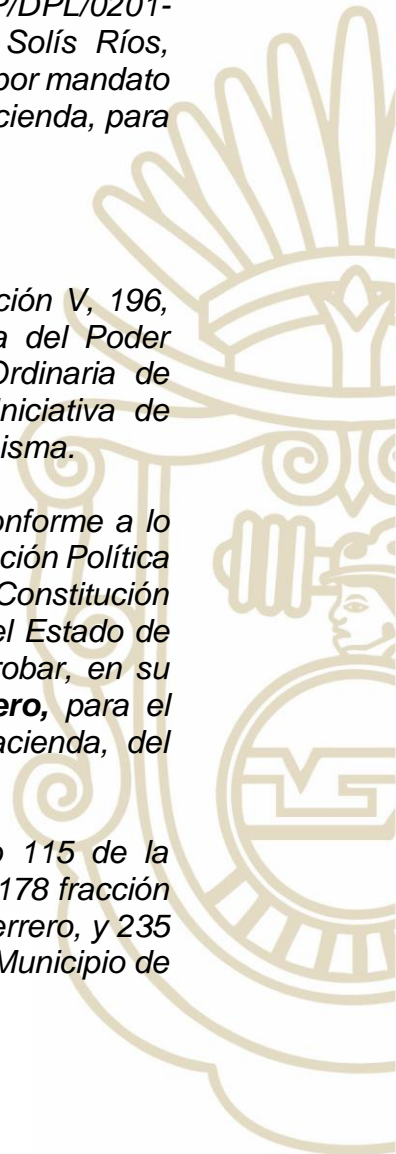 P/DPL/0201-
Solís Ríos,
por mandato
cienda, para
ción V, 196,
a del Poder
Ordinaria de
Iniciativa de
isma.
onforme a lo
ción Política
Constitución
el Estado de
robar, en su
ero, para el
acienda, del
o 115 de la
178 fracción
errero, y 235
Municipio de